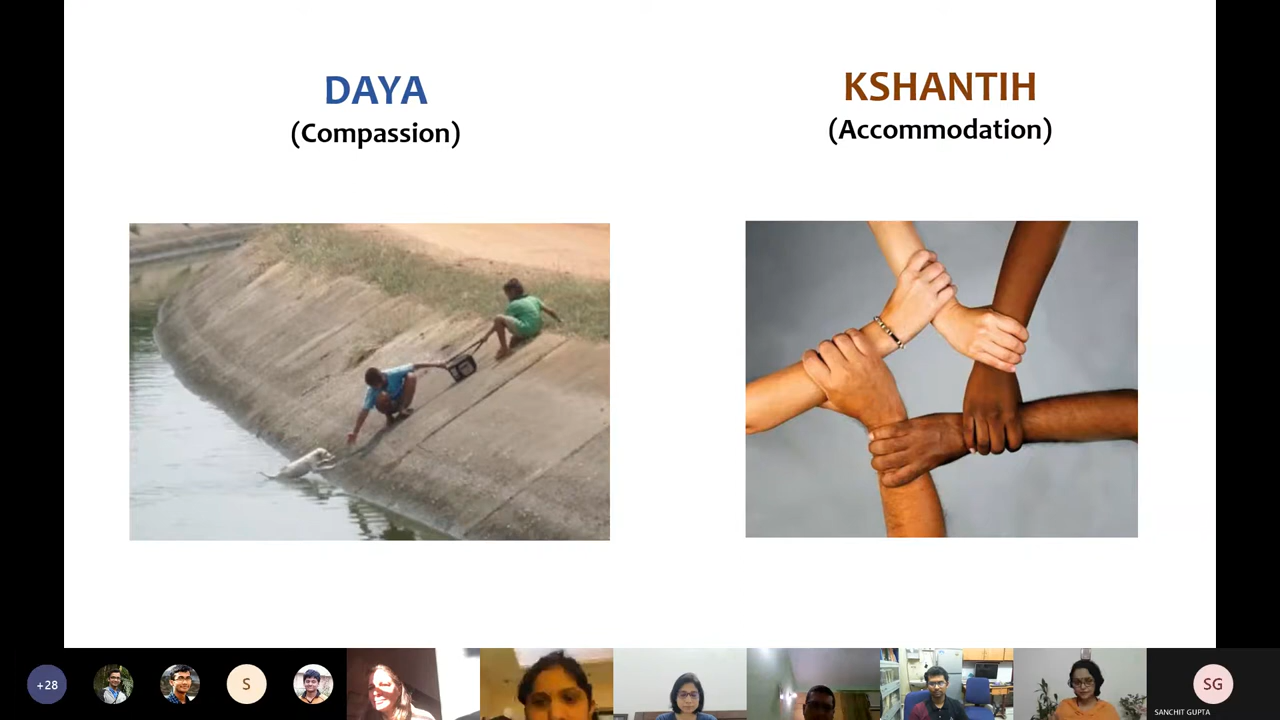 DAYA
(Compassion)
KSHANTIH
(Accommodation)
+28
S
SG
SANCHIT GUPTA